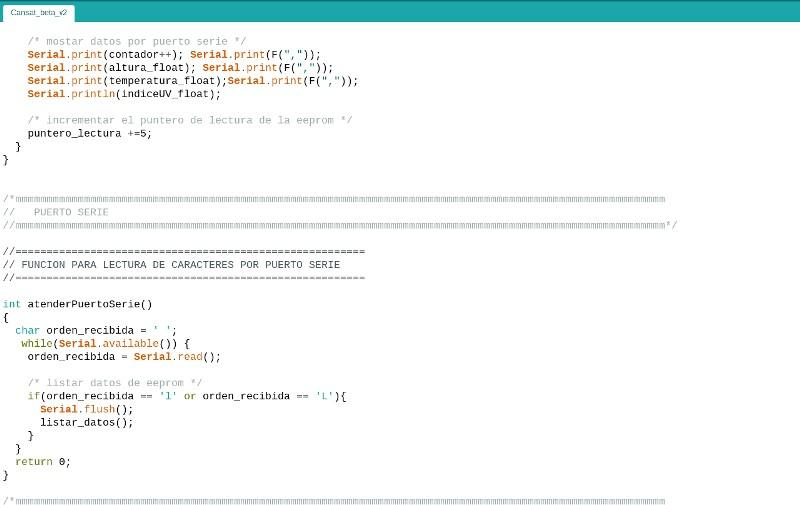 Cansat_beta_v2
/* mostar datos por puerto serie */
Serial.print(contador++); Serial.print(F(","));
Serial.print(altura_float); Serial.print(F(","));
Serial.print(temperatura_float);Serial.print(F(","));
Serial.println(indiceUV_float);
/* incrementar el puntero de lectura de la eeprom */
puntero_lectura +=5;
}
}
/*mmmmmmmmmmmmmmmmmmmmmmmmmmmmmmmmmmmmmmmmmmmmmmmmmmmmmmmmmmmmmmmmmmmmmmmmmmmmmmmmmmmmmmmmmmmmmmmmmmmmmmmm
// PUERTO SERIE
//mmmmmmmmmmmmmmmmmmmmmmmmmmmmmmmmmmmmmmmmmmmmmmmmmmmmmmmmmmmmmmmmmmmmmmmmmmmmmmmmmmmmmmmmmmmmmmmmmmmmmmmm*/
//========================================================
// FUNCION PARA LECTURA DE CARACTERES POR PUERTO SERIE
//========================================================
int atenderPuertoSerie()
{
char orden_recibida = ' ';
while(Serial.available()) {
orden_recibida = Serial.read();
/* listar datos de eeprom */
if(orden_recibida == 'l' or orden_recibida == 'L'){
Serial.flush();
listar_datos();
}
}
return 0;
}
/*mmmmmmmmmmmmmmmmmmmmmmmmmmmmmmmmmmmmmmmmmmmmmmmmmmmmmmmmmmmmmmmmmmmmmmmmmmmmmmmmmmmmmmmmmmmmmmmmmmmmmmmm